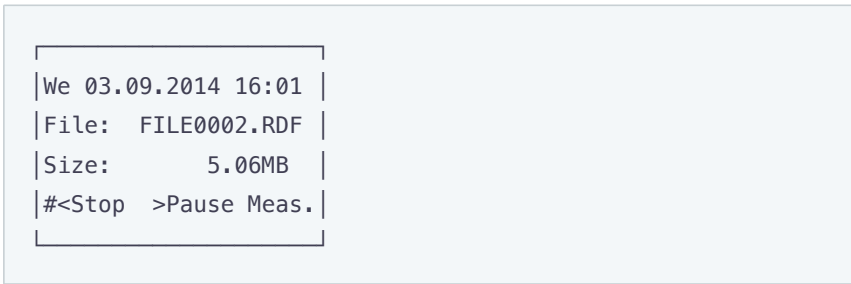 We 03.09.2014 16:01
File: FILE0002.RDF
Size: 5.06MB
#<Stop >Pause Meas.